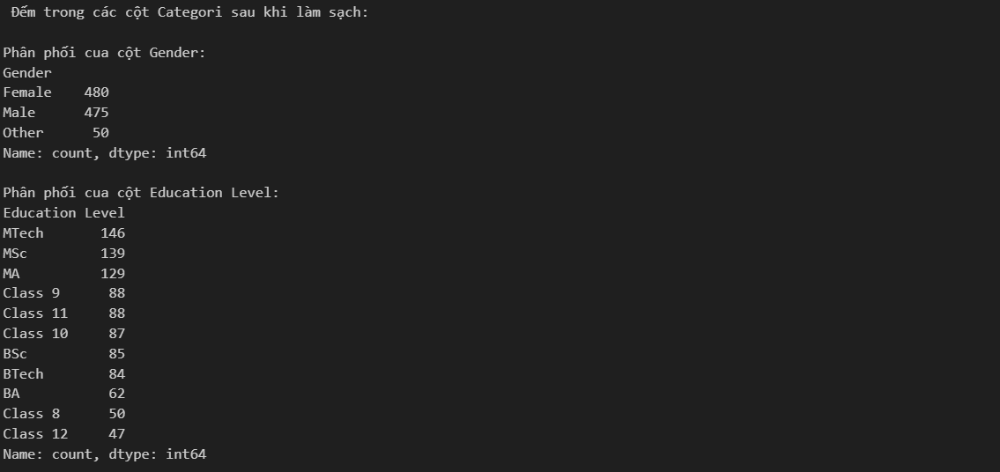 Đếm trong các cột Categori sau khi làm sạch:
Phân phối cua cột Gender:
Gender
Female    480
Male      475
Other      50
Name: count, dtype: int64
Phân phối cua cột Education Level:
Education Level
MTech       146
MSc         139
MA          129
Class 9      88
Class 11     88
Class 10     87
BSc          85
BTech        84
BA           62
Class 8      50
Class 12     47
Name: count, dtype: int64